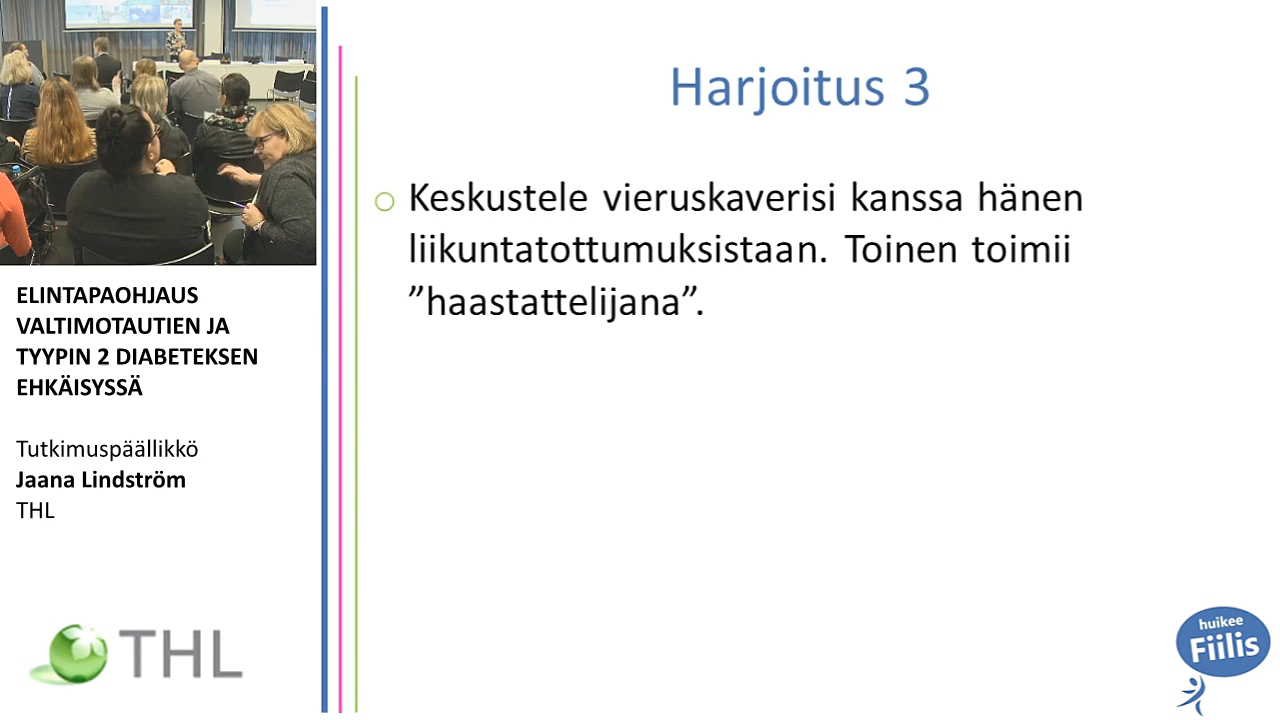 Harjoitus 3
Keskustele vieruskaverisi kanssa hänen
liikuntatottumuksistaan. Toinen toimii
”haastattelijana”.
ELINTAPAOHJAUS
VALTIMOTAUTIEN JA
TYYPIN 2 DIABETEKSEN
EHKÄISYSSÄ
Tutkimuspäällikkö
Jaana Lindström
THL
THL
huikee
Fiilis